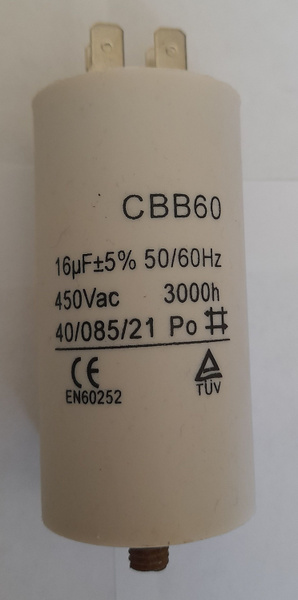 CBB60
16µF±5% 50/60Hz
450Vac 3000h
40/085/21 Po
CE
EN60252
TÜV